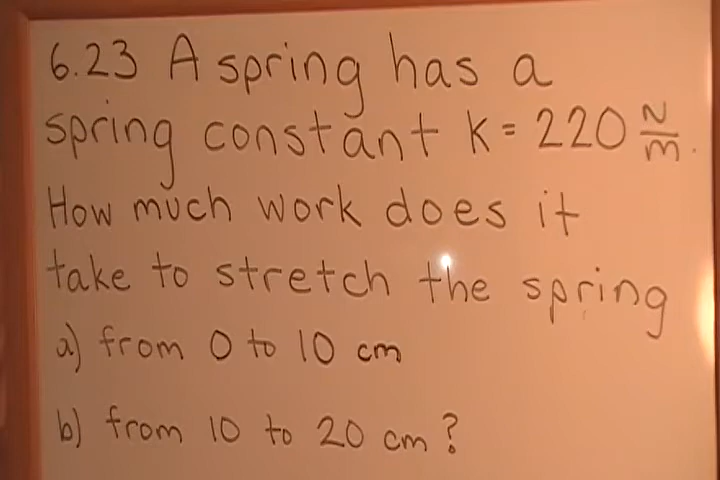 6.23 A spring has a
spring constant k = 220 N/m.
How much work does it
take to stretch the spring
a) from 0 to 10 cm
b) from 10 to 20 cm?